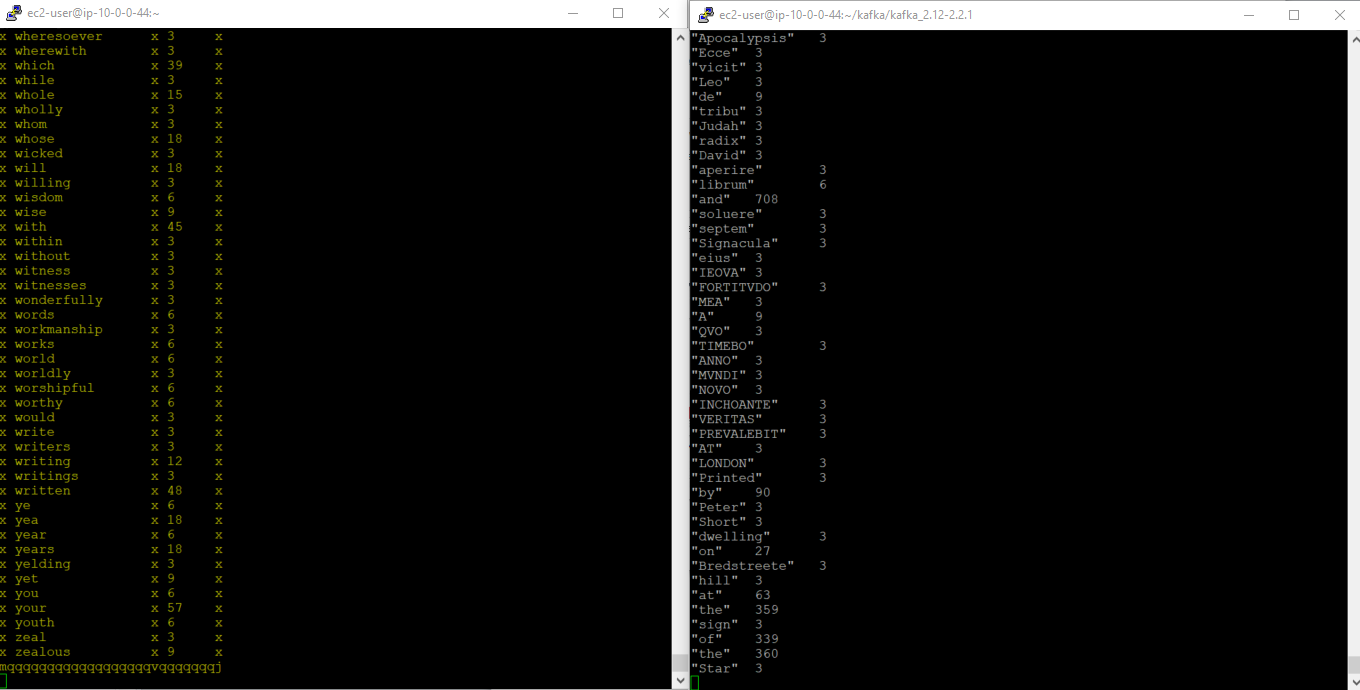 ec2-user@ip-10-0-0-44:~
x wheresoever x 3 x
x wherewith x 3 x
x which x 39 x
x while x 3 x
x whole x 15 x
x wholly x 3 x
x whom x 3 x
x whose x 18 x
x wicked x 3 x
x will x 18 x
x willing x 3 x
x wisdom x 6 x
x wise x 9 x
x with x 45 x
x within x 3 x
x without x 3 x
x witness x 3 x
x witnesses x 3 x
x wonderfully x 3 x
x words x 6 x
x workmanship x 3 x
x works x 6 x
x world x 6 x
x worldly x 3 x
x worshipful x 6 x
x worthy x 6 x
x would x 3 x
x write x 3 x
x writers x 3 x
x writing x 12 x
x writings x 3 x
x written x 48 x
x ye x 6 x
x yea x 18 x
x year x 6 x
x years x 18 x
x yelding x 3 x
x yet x 9 x
x you x 6 x
x your x 57 x
x youth x 6 x
x zeal x 3 x
x zealous x 9 x
mqqqqqqqqqqqqqqqqqqvqqqqqqqj
ec2-user@ip-10-0-0-44:~/kafka/kafka_2.12-2.2.1
"Apocalypsis" 3
"Ecce" 3
"vicit" 3
"Leo" 3
"de" 9
"tribu" 3
"Judah" 3
"radix" 3
"David" 3
"aperire" 3
"librum" 6
"and" 708
"soluere" 3
"septem" 3
"Signacula" 3
"eius" 3
"IEOVA" 3
"FORTITVDO" 3
"MEA" 3
"A" 9
"QVO" 3
"TIMEBO" 3
"ANNO" 3
"MVNDI" 3
"NOVO" 3
"INCHOANTE" 3
"VERITAS" 3
"PREVALEBIT" 3
"AT" 3
"LONDON" 3
"Printed" 3
"by" 90
"Peter" 3
"Short" 3
"dwelling" 3
"on" 27
"Bredstreete" 3
"hill" 3
"at" 63
"the" 359
"sign" 3
"of" 339
"the" 360
"Star" 3